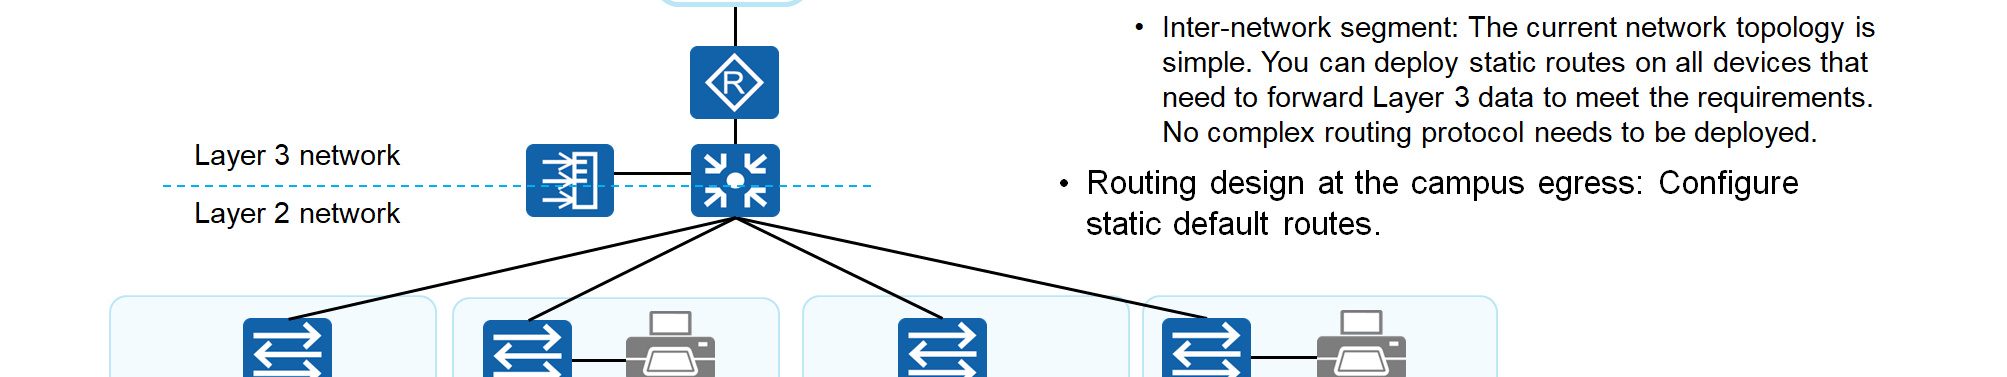 • Inter-network segment: The current network topology is
simple. You can deploy static routes on all devices that
need to forward Layer 3 data to meet the requirements.
No complex routing protocol needs to be deployed.
• Routing design at the campus egress: Configure
static default routes.
R
Layer 3 network
Layer 2 network